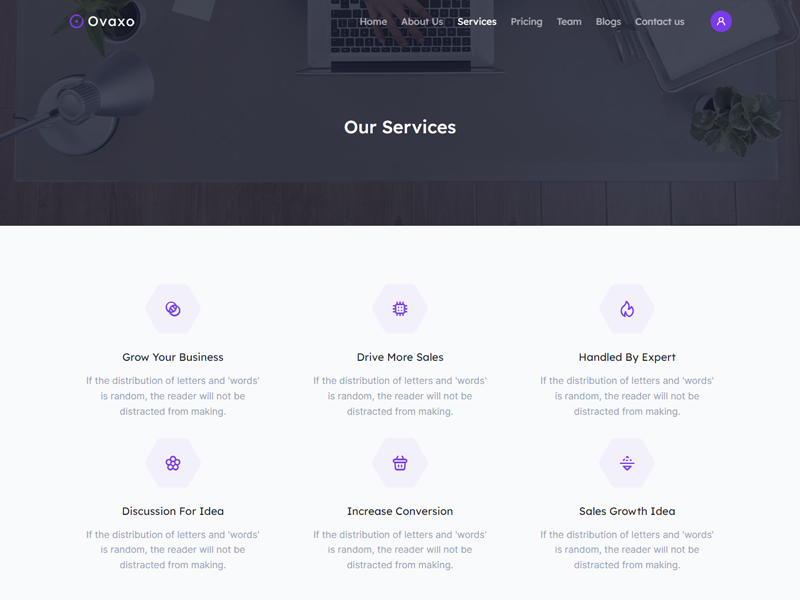 Ovaxo
Home About Us Services Pricing Team Blogs Contact us
Our Services
Grow Your Business
If the distribution of letters and 'words'
is random, the reader will not be
distracted from making.
Drive More Sales
If the distribution of letters and 'words'
is random, the reader will not be
distracted from making.
Handled By Expert
If the distribution of letters and 'words'
is random, the reader will not be
distracted from making.
Discussion For Idea
If the distribution of letters and 'words'
is random, the reader will not be
distracted from making.
Increase Conversion
If the distribution of letters and 'words'
is random, the reader will not be
distracted from making.
Sales Growth Idea
If the distribution of letters and 'words'
is random, the reader will not be
distracted from making.